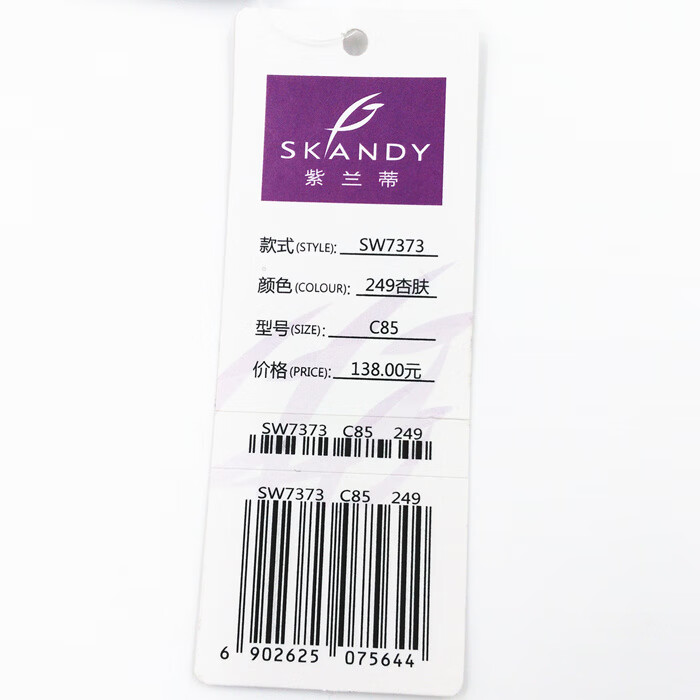 SKANDY
紫兰蒂
款式(STYLE): SW7373
颜色(COLOUR): 249杏肤
型号(SIZE): C85
价格(PRICE): 138.00元
SW7373 C85 249
SW7373 C85 249
6 902625 075644